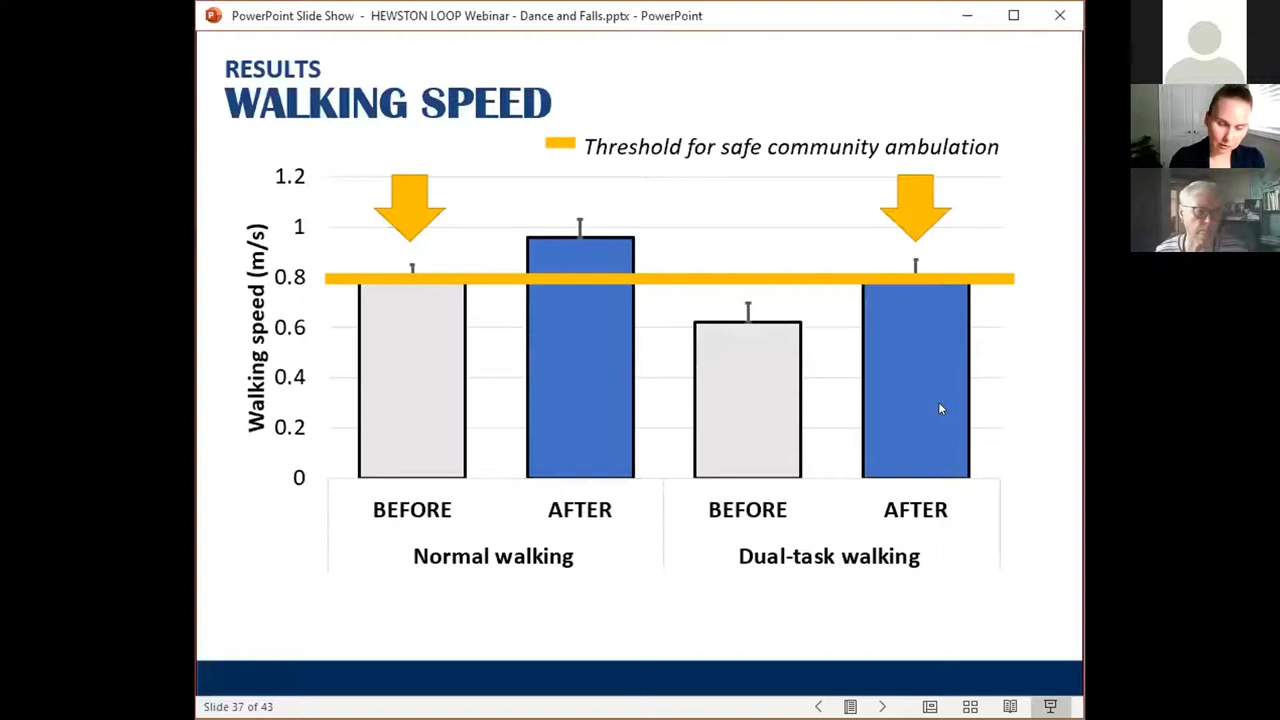 PowerPoint Slide Show - HEWSTON LOOP Webinar - Dance and Falls.pptx - PowerPoint
RESULTS
WALKING SPEED
Threshold for safe community ambulation
Walking speed (m/s)
1.2
1
0.8
0.6
0.4
0.2
0
BEFORE AFTER BEFORE AFTER
Normal walking Dual-task walking
Slide 37 of 43